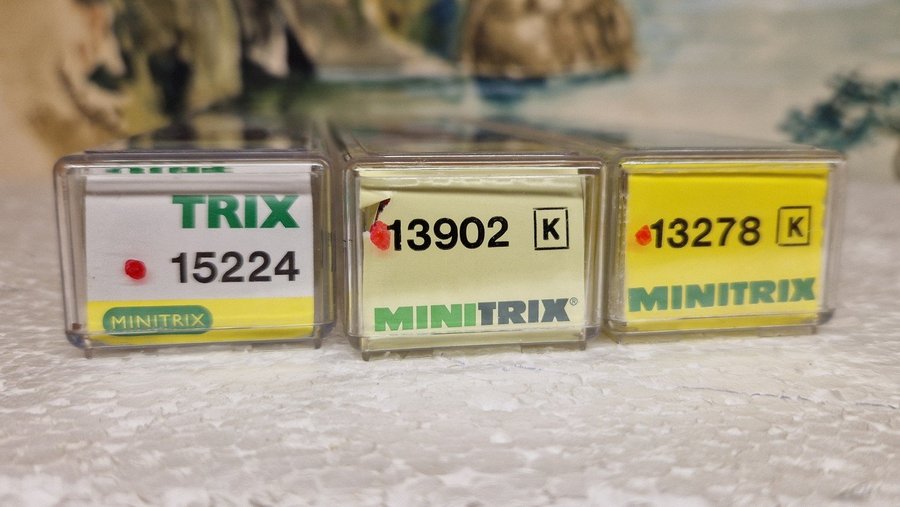 TRIX
15224
MINITRIX
13902 K
MINITRIX®
13278 K
MINITRIX